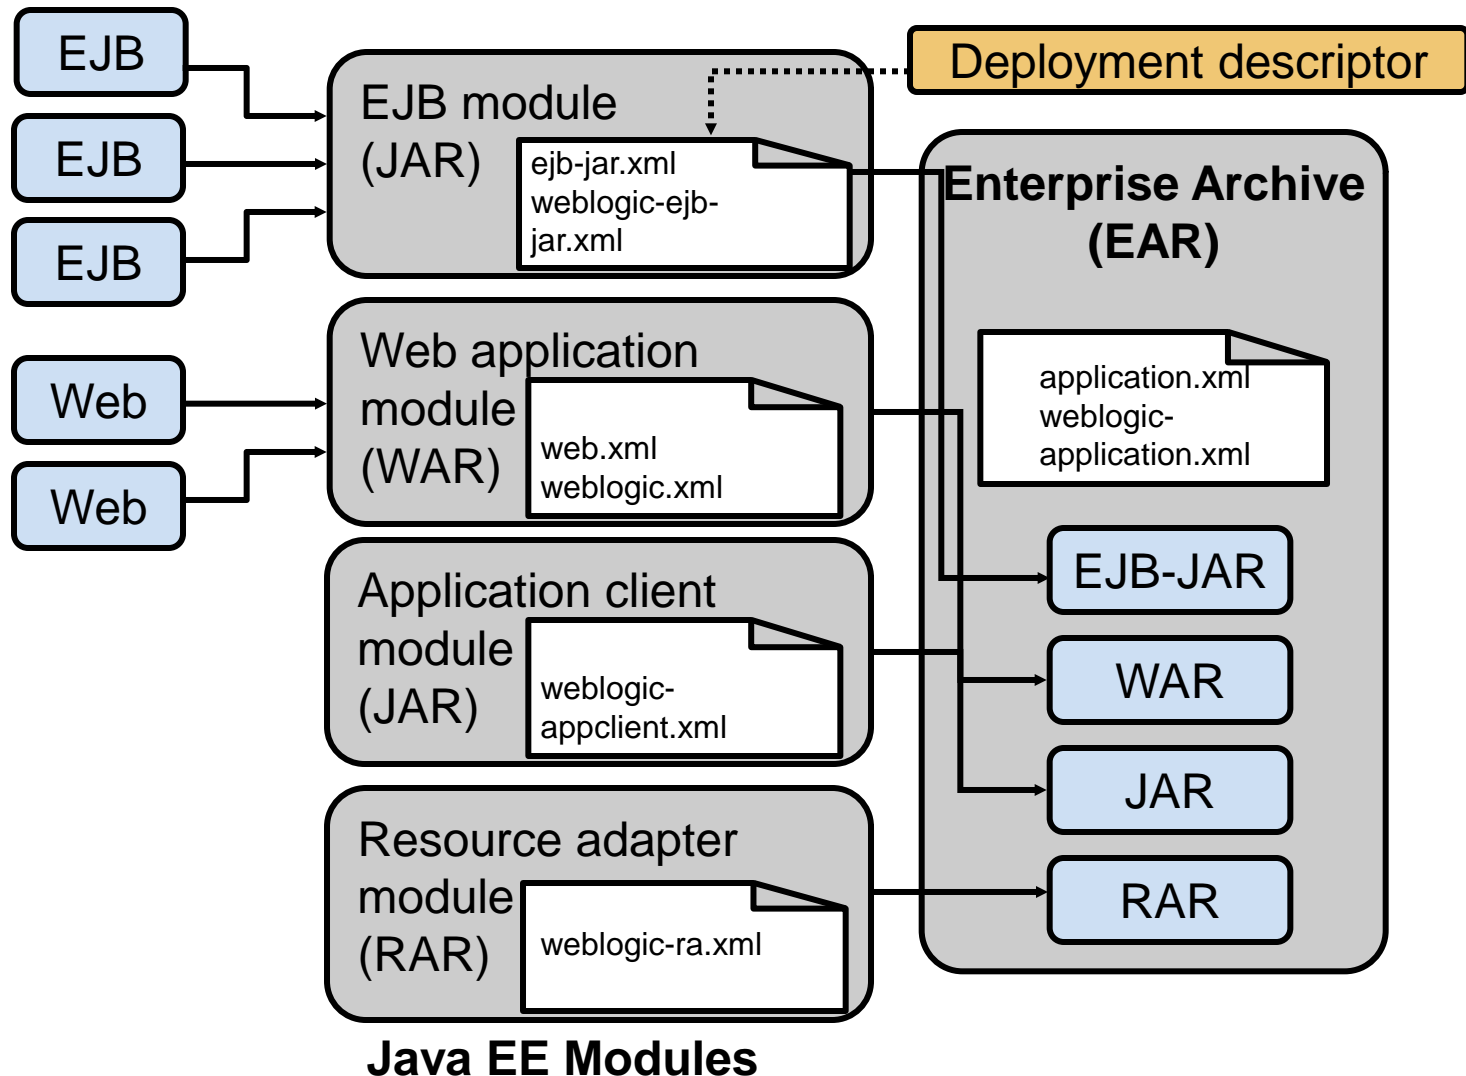 EJB
EJB
EJB
Web
Web
EJB module
(JAR)
ejb-jar.xml
weblogic-ejb-
jar.xml
Web application
module
(WAR)
web.xml
weblogic.xml
Application client
module
(JAR)
weblogic-
appclient.xml
Resource adapter
module
(RAR)
weblogic-ra.xml
Java EE Modules
Deployment descriptor
Enterprise Archive
(EAR)
application.xml
weblogic-
application.xml
EJB-JAR
WAR
JAR
RAR